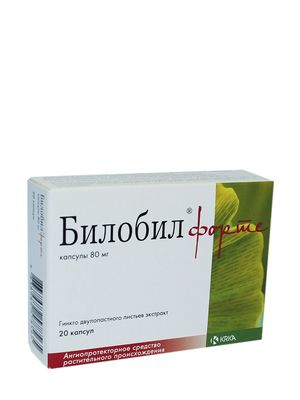 Билобил® форте
капсулы 80 мг
Гинкго двулопастного листьев экстракт
20 капсул
Ангиопротекторное средство
растительного происхождения
KRKA